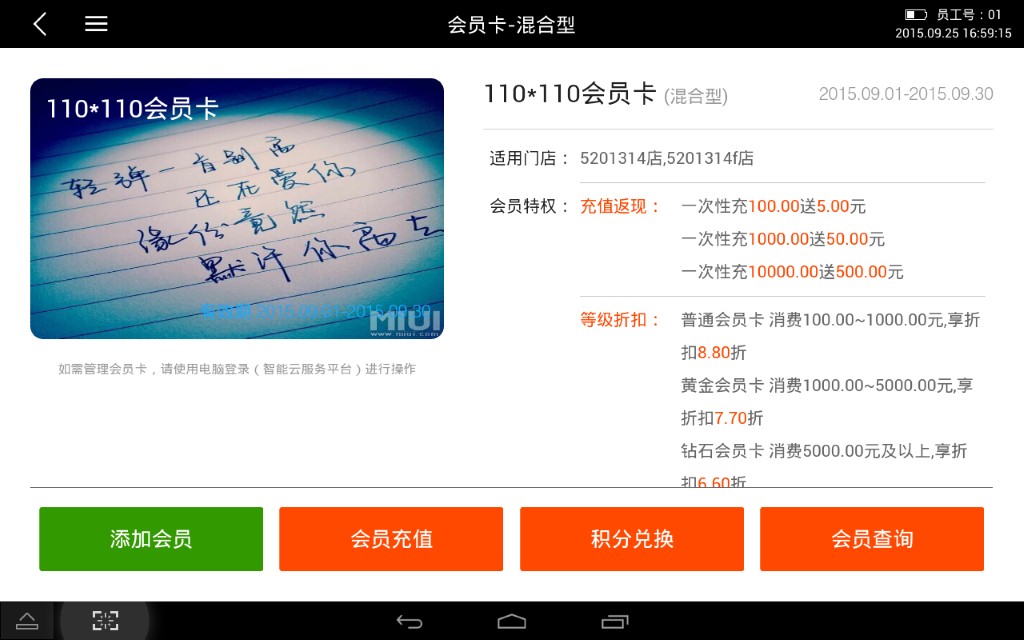 会员卡-混合型
员工号：01
2015.09.25 16:59:15
110*110会员卡
轻弹一首别离
还在爱你
缘份竟然
默许你离去
有效期 2015.09.01-2015.09.30
MIUI
www.miui.com
如需管理会员卡，请使用电脑登录（智能云服务平台）进行操作
110*110会员卡 (混合型)
2015.09.01-2015.09.30
适用门店： 5201314店,5201314f店
会员特权： 充值返现： 一次性充100.00送5.00元
一次性充1000.00送50.00元
一次性充10000.00送500.00元
等级折扣： 普通会员卡 消费100.00~1000.00元,享折
扣8.80折
黄金会员卡 消费1000.00~5000.00元,享
折扣7.70折
钻石会员卡 消费5000.00元及以上,享折
扣6.60折
添加会员
会员充值
积分兑换
会员查询